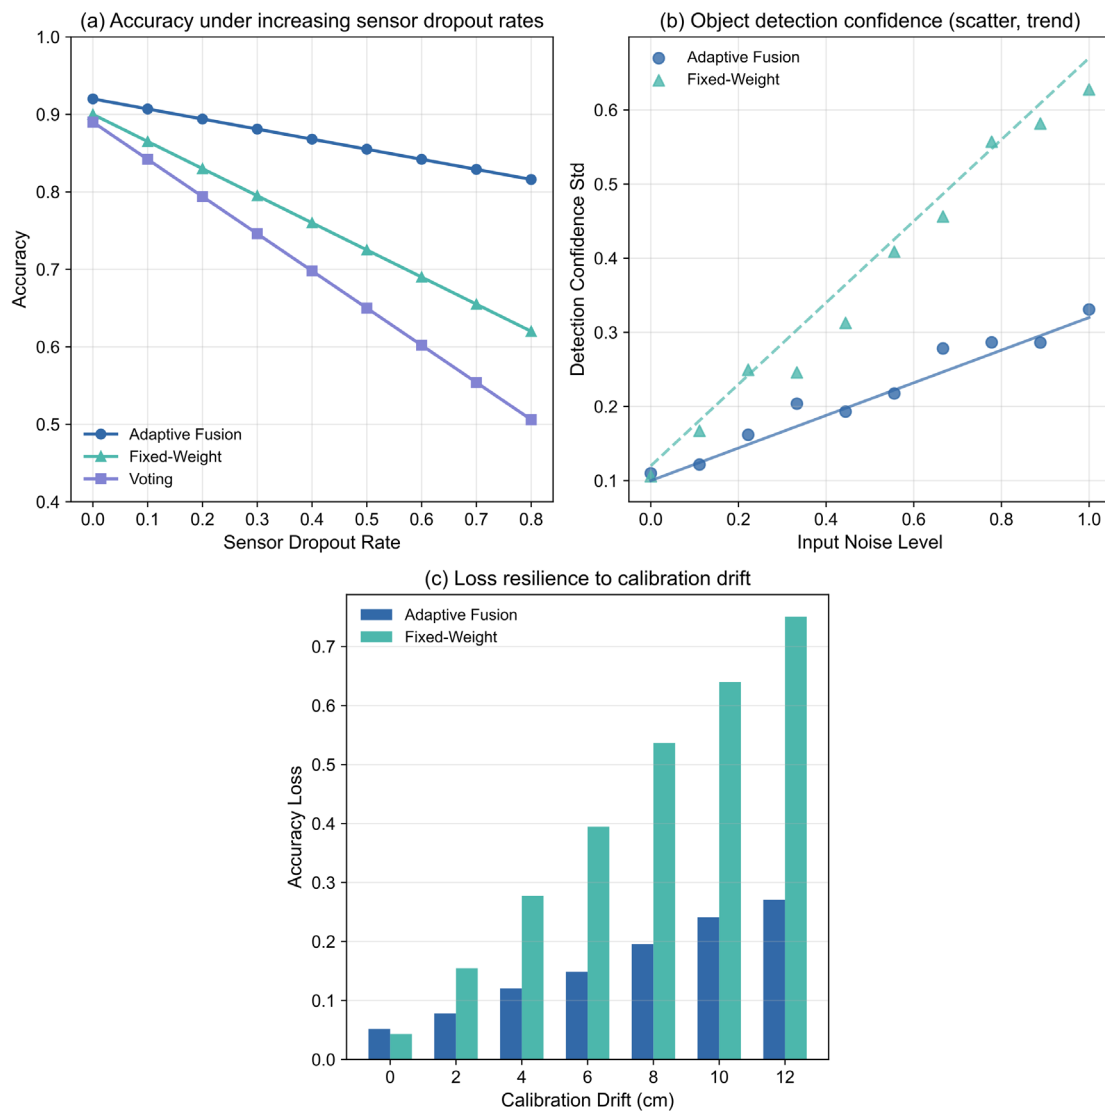 (a) Accuracy under increasing sensor dropout rates
1.0
0.9
0.8
0.7
0.6
0.5
0.4
Accuracy
Adaptive Fusion
Fixed-Weight
Voting
0.0 0.1 0.2 0.3 0.4 0.5 0.6 0.7 0.8
Sensor Dropout Rate
(b) Object detection confidence (scatter, trend)
Adaptive Fusion
Fixed-Weight
0.6
0.5
0.4
0.3
0.2
0.1
Detection Confidence Std
0.0 0.2 0.4 0.6 0.8 1.0
Input Noise Level
(c) Loss resilience to calibration drift
Adaptive Fusion
Fixed-Weight
0.7
0.6
0.5
0.4
0.3
0.2
0.1
0.0
Accuracy Loss
0 2 4 6 8 10 12
Calibration Drift (cm)